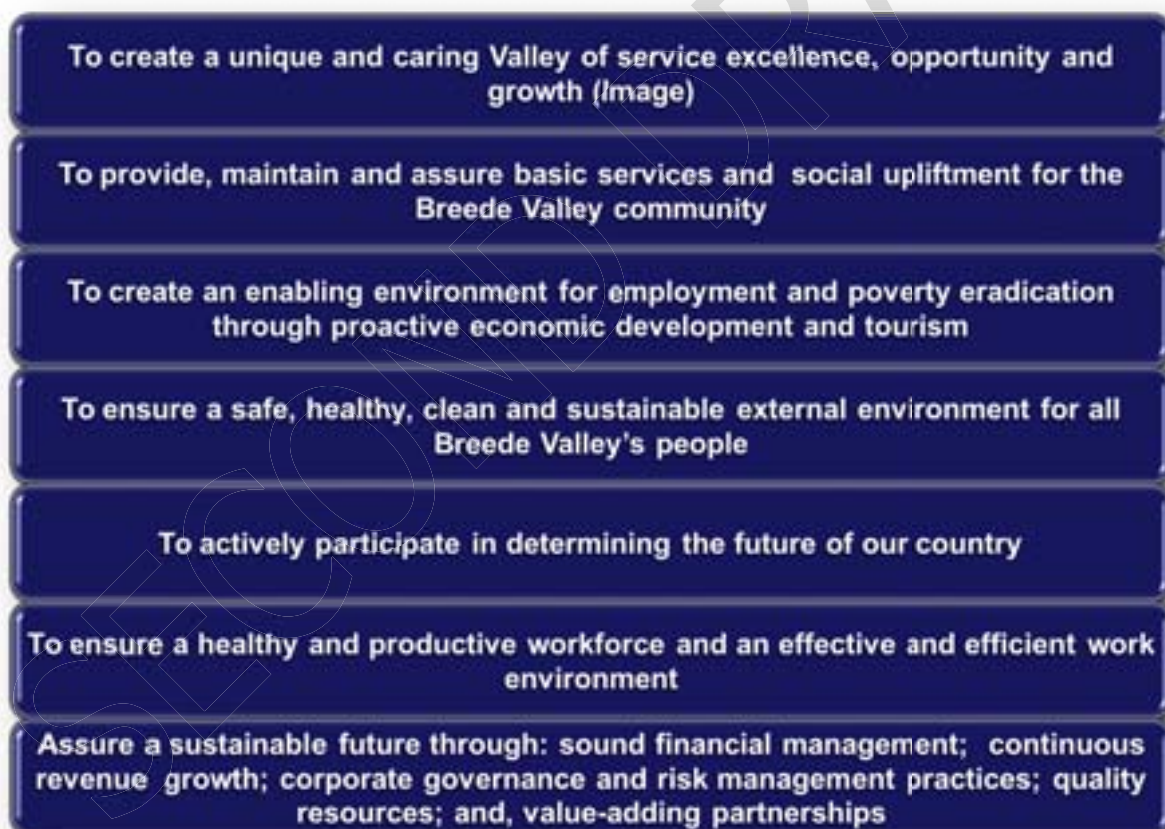 To create a unique and caring Valley of service excellence, opportunity and
growth (Image)
To provide, maintain and assure basic services and social upliftment for the
Breede Valley community
To create an enabling environment for employment and poverty eradication
through proactive economic development and tourism
To ensure a safe, healthy, clean and sustainable external environment for all
Breede Valley's people
To actively participate in determining the future of our country
To ensure a healthy and productive workforce and an effective and efficient work
environment
Assure a sustainable future through: sound financial management; continuous
revenue growth; corporate governance and risk management practices; quality
resources; and, value-adding partnerships
SECOND